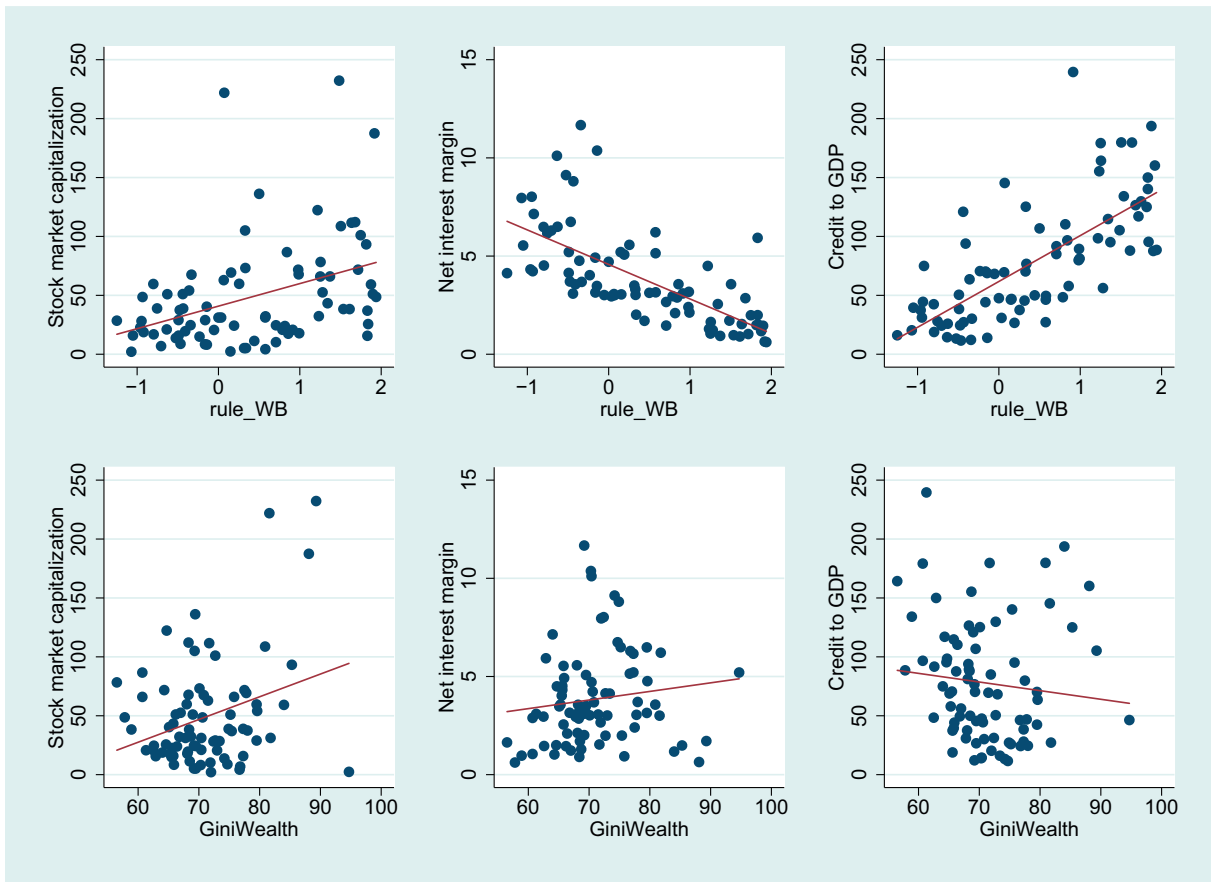 Stock market capitalization
0 50 100 150 200 250
−1 0 1 2
rule_WB
Net interest margin
0 5 10 15
−1 0 1 2
rule_WB
Credit to GDP
0 50 100 150 200 250
−1 0 1 2
rule_WB
Stock market capitalization
0 50 100 150 200 250
60 70 80 90 100
GiniWealth
Net interest margin
0 5 10 15
60 70 80 90 100
GiniWealth
Credit to GDP
0 50 100 150 200 250
60 70 80 90 100
GiniWealth